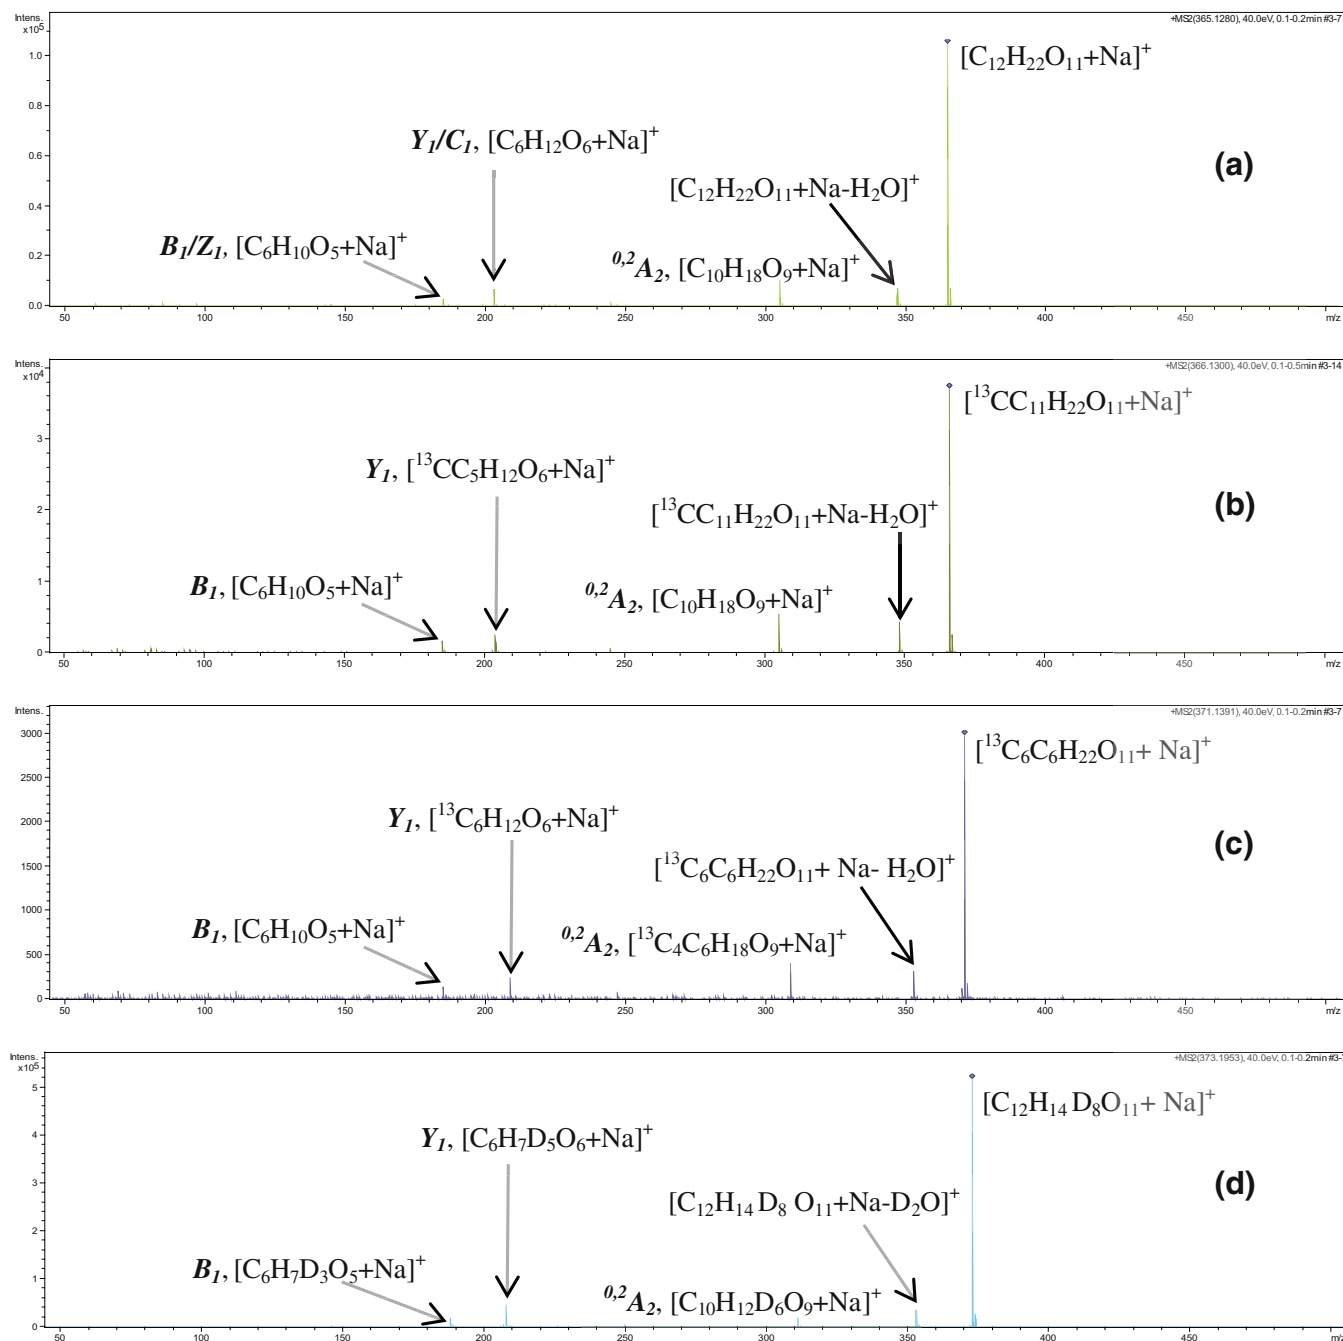 Intens.
x10⁵
+MS2(365.1280), 40.0eV, 0.1-0.2min #3-7
[C₁₂H₂₂O₁₁+Na]⁺
1.0
0.8
Y₁/C₁, [C₆H₁₂O₆+Na]⁺
0.6
(a)
[C₁₂H₂₂O₁₁+Na-H₂O]⁺
0.4
B₁/Z₁, [C₆H₁₀O₅+Na]⁺
0.2
⁰,²A₂, [C₁₀H₁₈O₉+Na]⁺
0.0
50 100 150 200 250 300 350 400 450 m/z
Intens.
x10⁴
+MS2(366.1300), 40.0eV, 0.1-0.5min #3-14
[¹³CC₁₁H₂₂O₁₁+Na]⁺
3
Y₁, [¹³CC₅H₁₂O₆+Na]⁺
2
[¹³CC₁₁H₂₂O₁₁+Na-H₂O]⁺
(b)
1
B₁, [C₆H₁₀O₅+Na]⁺
⁰,²A₂, [C₁₀H₁₈O₉+Na]⁺
0
50 100 150 200 250 300 350 400 450 m/z
Intens.
+MS2(371.1391), 40.0eV, 0.1-0.2min #3-7
3000
[¹³C₆C₆H₂₂O₁₁+ Na]⁺
2500
2000
Y₁, [¹³C₆H₁₂O₆+Na]⁺
(c)
1500
[¹³C₆C₆H₂₂O₁₁+ Na- H₂O]⁺
1000
B₁, [C₆H₁₀O₅+Na]⁺
⁰,²A₂, [¹³C₄C₆H₁₈O₉+Na]⁺
500
0
50 100 150 200 250 300 350 400 450 m/z
Intens.
x10⁵
+MS2(373.1953), 40.0eV, 0.1-0.2min #3-
5
[C₁₂H₁₄ D₈O₁₁+ Na]⁺
4
Y₁, [C₆H₇D₅O₆+Na]⁺
3
(d)
[C₁₂H₁₄ D₈ O₁₁+Na-D₂O]⁺
2
B₁, [C₆H₇D₃O₅+Na]⁺
1
⁰,²A₂, [C₁₀H₁₂D₆O₉+Na]⁺
0
50 100 150 200 250 300 350 400 450 m/z